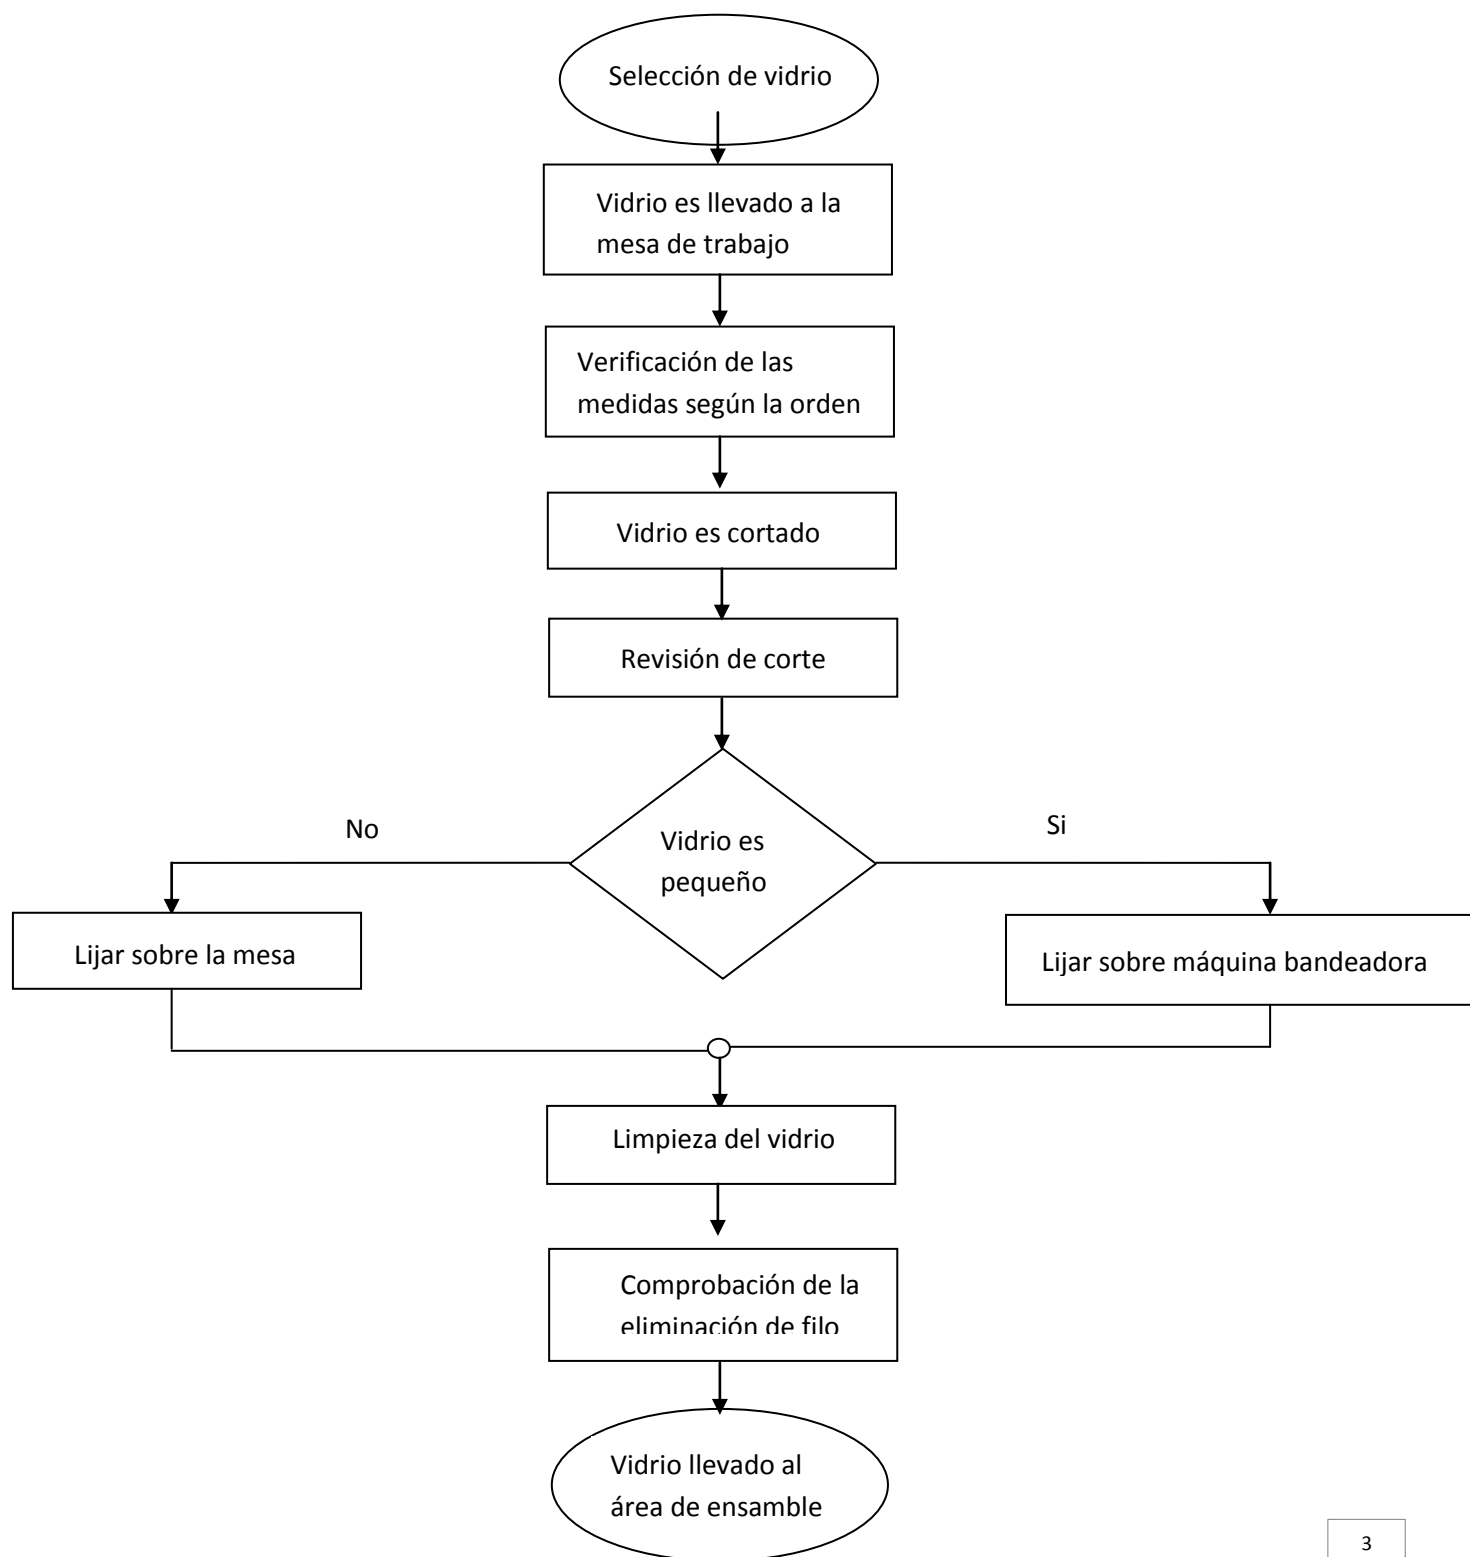 Selección de vidrio
Vidrio es llevado a la
mesa de trabajo
Verificación de las
medidas según la orden
Vidrio es cortado
Revisión de corte
No
Si
Vidrio es
pequeño
Lijar sobre la mesa
Lijar sobre máquina bandeadora
Limpieza del vidrio
Comprobación de la
eliminación de filo
Vidrio llevado al
área de ensamble
3